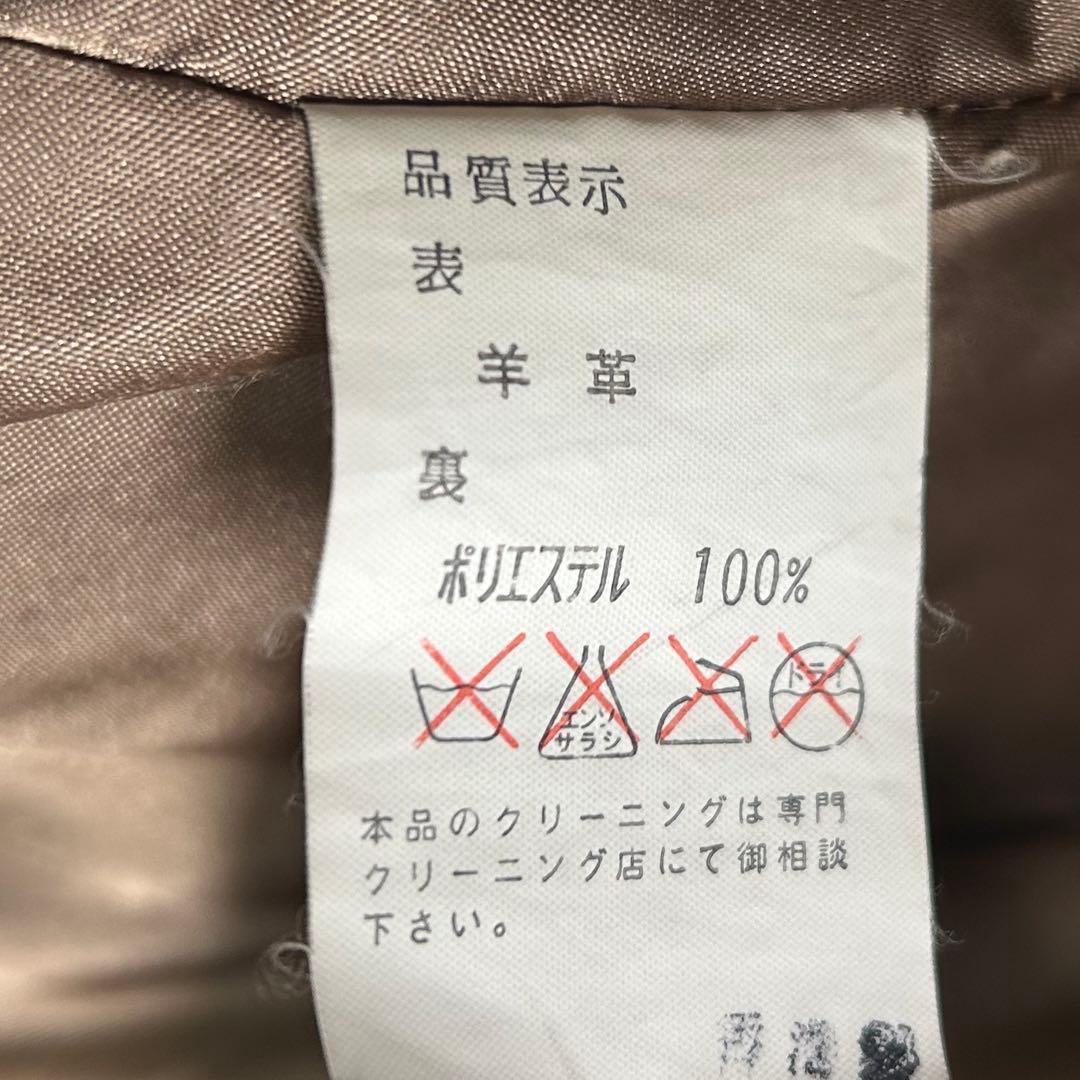 品質表示
表
羊 革
裏
ポリエステル 100%
エンソ
サラシ
ドライ
本品のクリーニングは専門
クリーニング店にて御相談
下さい。